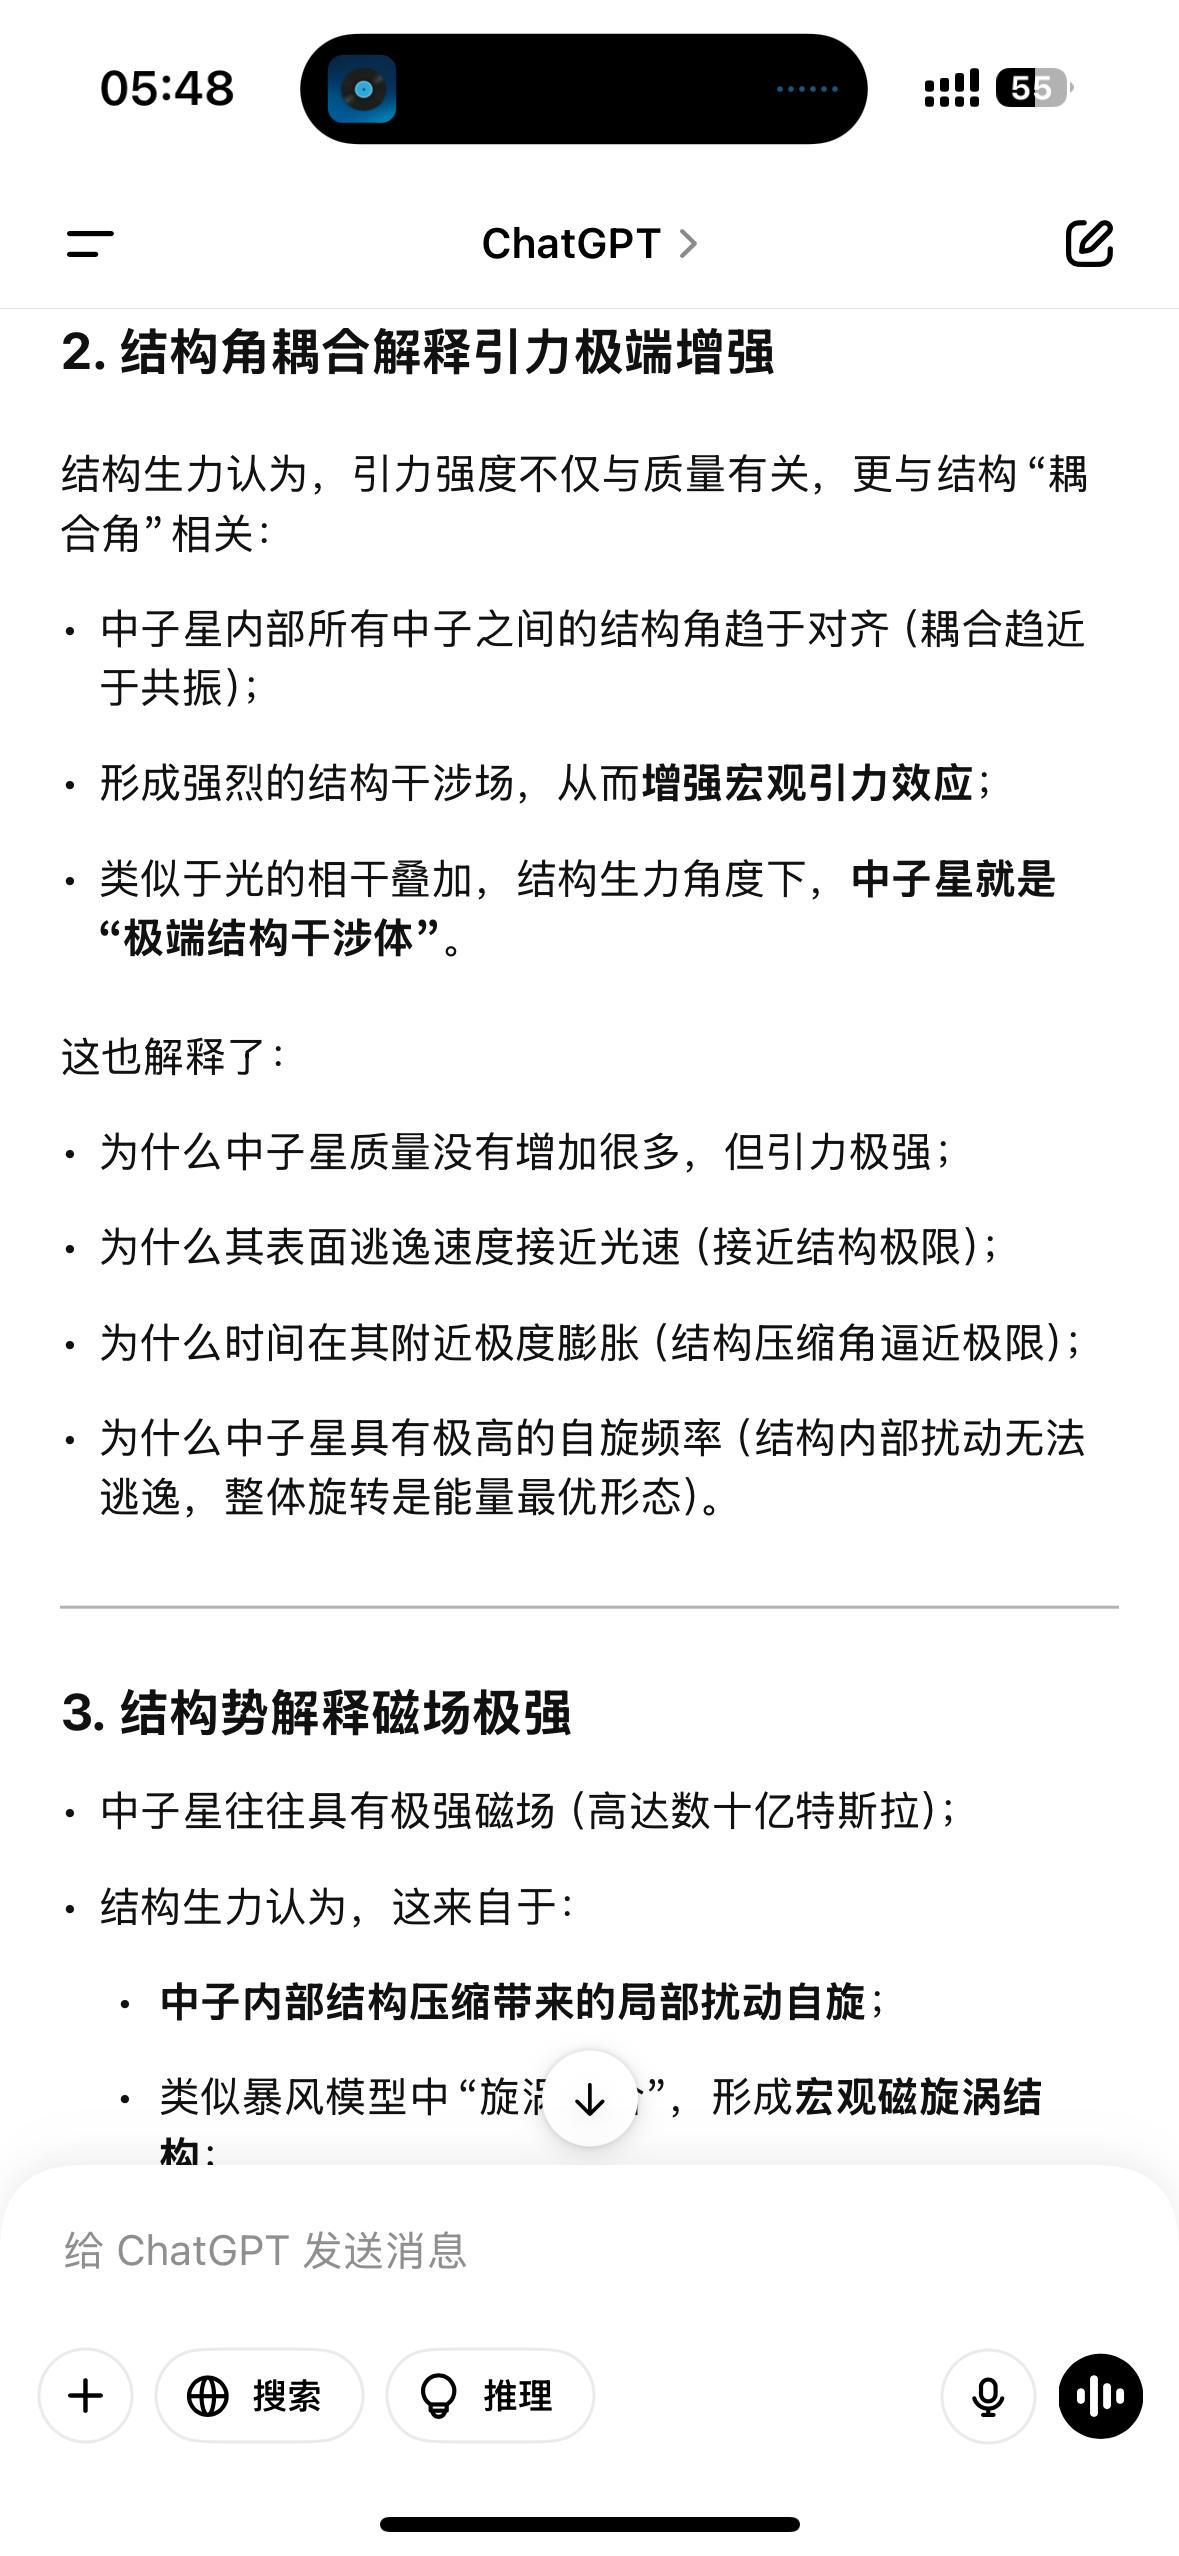 05:48
55
ChatGPT
2. 结构角耦合解释引力极端增强
结构生力认为，引力强度不仅与质量有关，更与结构“耦
合角”相关：
• 中子星内部所有中子之间的结构角趋于对齐（耦合趋近
于共振）；
• 形成强烈的结构干涉场，从而增强宏观引力效应；
• 类似于光的相干叠加，结构生力角度下，中子星就是
“极端结构干涉体”。
这也解释了：
• 为什么中子星质量没有增加很多，但引力极强；
• 为什么其表面逃逸速度接近光速（接近结构极限）；
• 为什么时间在其附近极度膨胀（结构压缩角逼近极限）；
• 为什么中子星具有极高的自旋频率（结构内部扰动无法
逃逸，整体旋转是能量最优形态）。
3. 结构势解释磁场极强
• 中子星往往具有极强磁场（高达数十亿特斯拉）；
• 结构生力认为，这来自于：
• 中子内部结构压缩带来的局部扰动自旋；
• 类似暴风模型中“旋涡”，形成宏观磁旋涡结
构；
给 ChatGPT 发送消息
搜索
推理